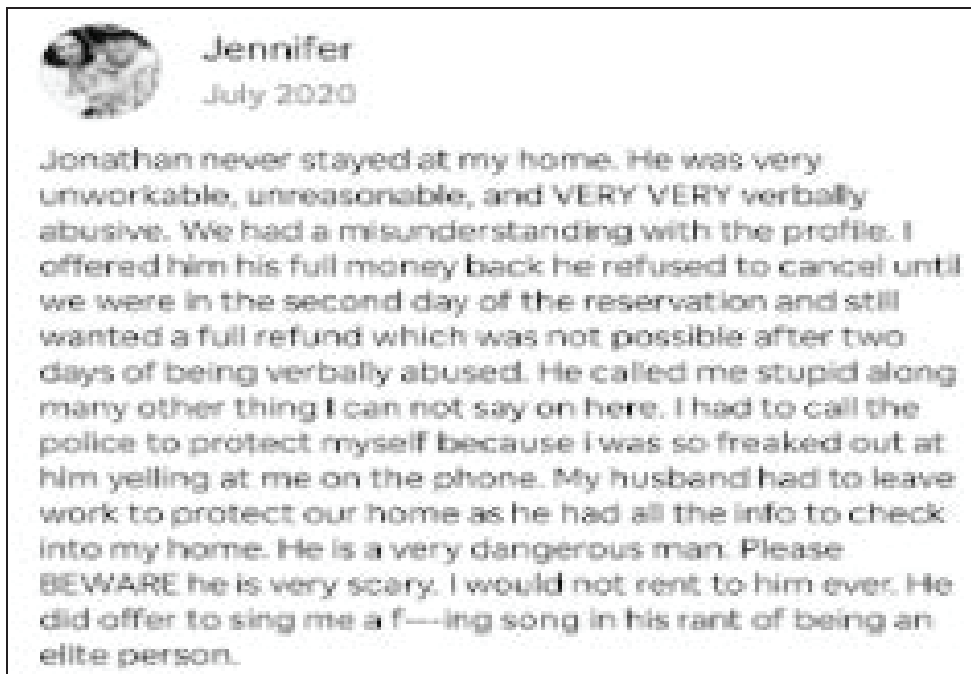 Jennifer
July 2020
Jonathan never stayed at my home. He was very
unworkable, unreasonable, and VERY VERY verbally
abusive. We had a misunderstanding with the profile. I
offered him his full money back he refused to cancel until
we were in the second day of the reservation and still
wanted a full refund which was not possible after two
days of being verbally abused. He called me stupid along
many other thing I can not say on here. I had to call the
police to protect myself because i was so freaked out at
him yelling at me on the phone. My husband had to leave
work to protect our home as he had all the info to check
into my home. He is a very dangerous man. Please
BEWARE he is very scary. I would not rent to him ever. He
did offer to sing me a f---ing song in his rant of being an
elite person.